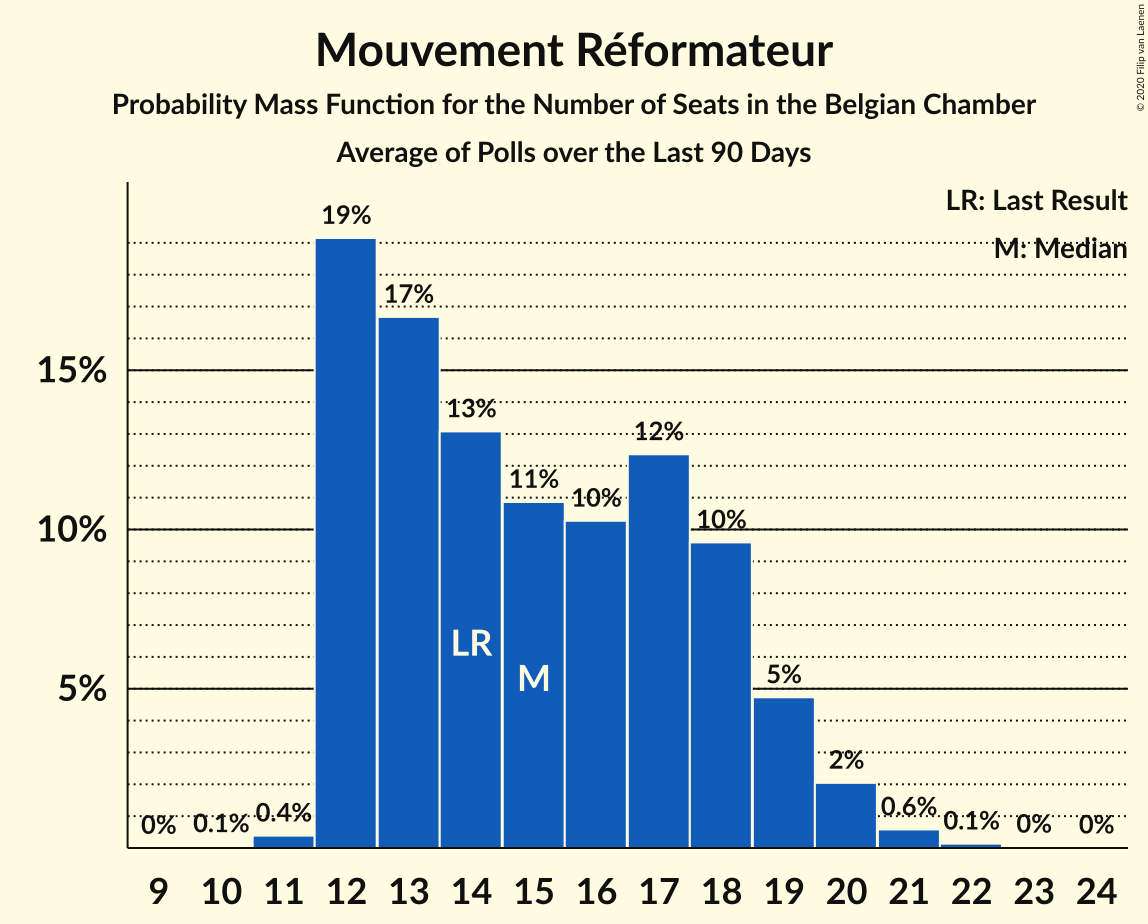 Mouvement Réformateur
Probability Mass Function for the Number of Seats in the Belgian Chamber
Average of Polls over the Last 90 Days
© 2020 Filip van Laenen
LR: Last Result
M: Median
19%
17%
13%
11%
10%
12%
10%
5%
2%
0%
0.1%
0.4%
0.6%
0.1%
0%
0%
15%
10%
5%
LR
M
9 10 11 12 13 14 15 16 17 18 19 20 21 22 23 24